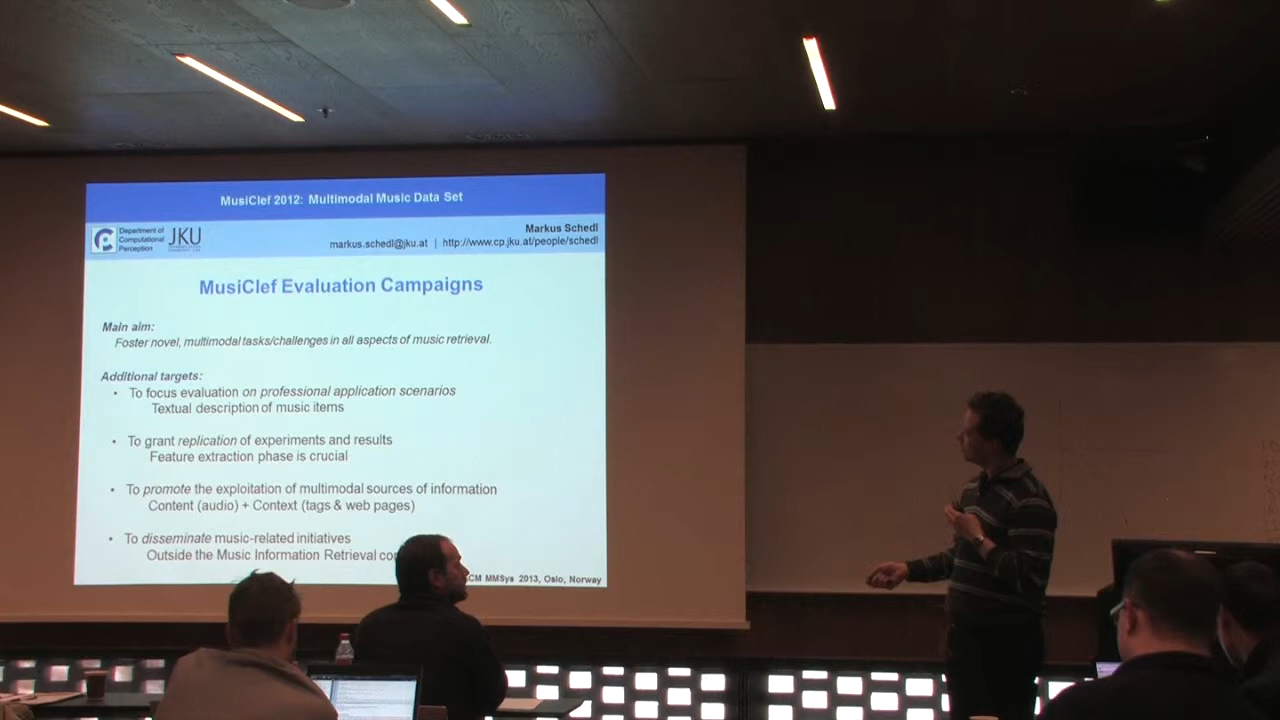 MusiClef 2012: Multimodal Music Data Set
Department of
Computational
Perception
JKU
Markus Schedl
markus.schedl@jku.at | http://www.cp.jku.at/people/schedl
MusiClef Evaluation Campaigns
Main aim:
Foster novel, multimodal tasks/challenges in all aspects of music retrieval.
Additional targets:
• To focus evaluation on professional application scenarios
Textual description of music items
• To grant replication of experiments and results
Feature extraction phase is crucial
• To promote the exploitation of multimodal sources of information
Content (audio) + Context (tags & web pages)
• To disseminate music-related initiatives
Outside the Music Information Retrieval
MMSys 2013, Oslo, Norway